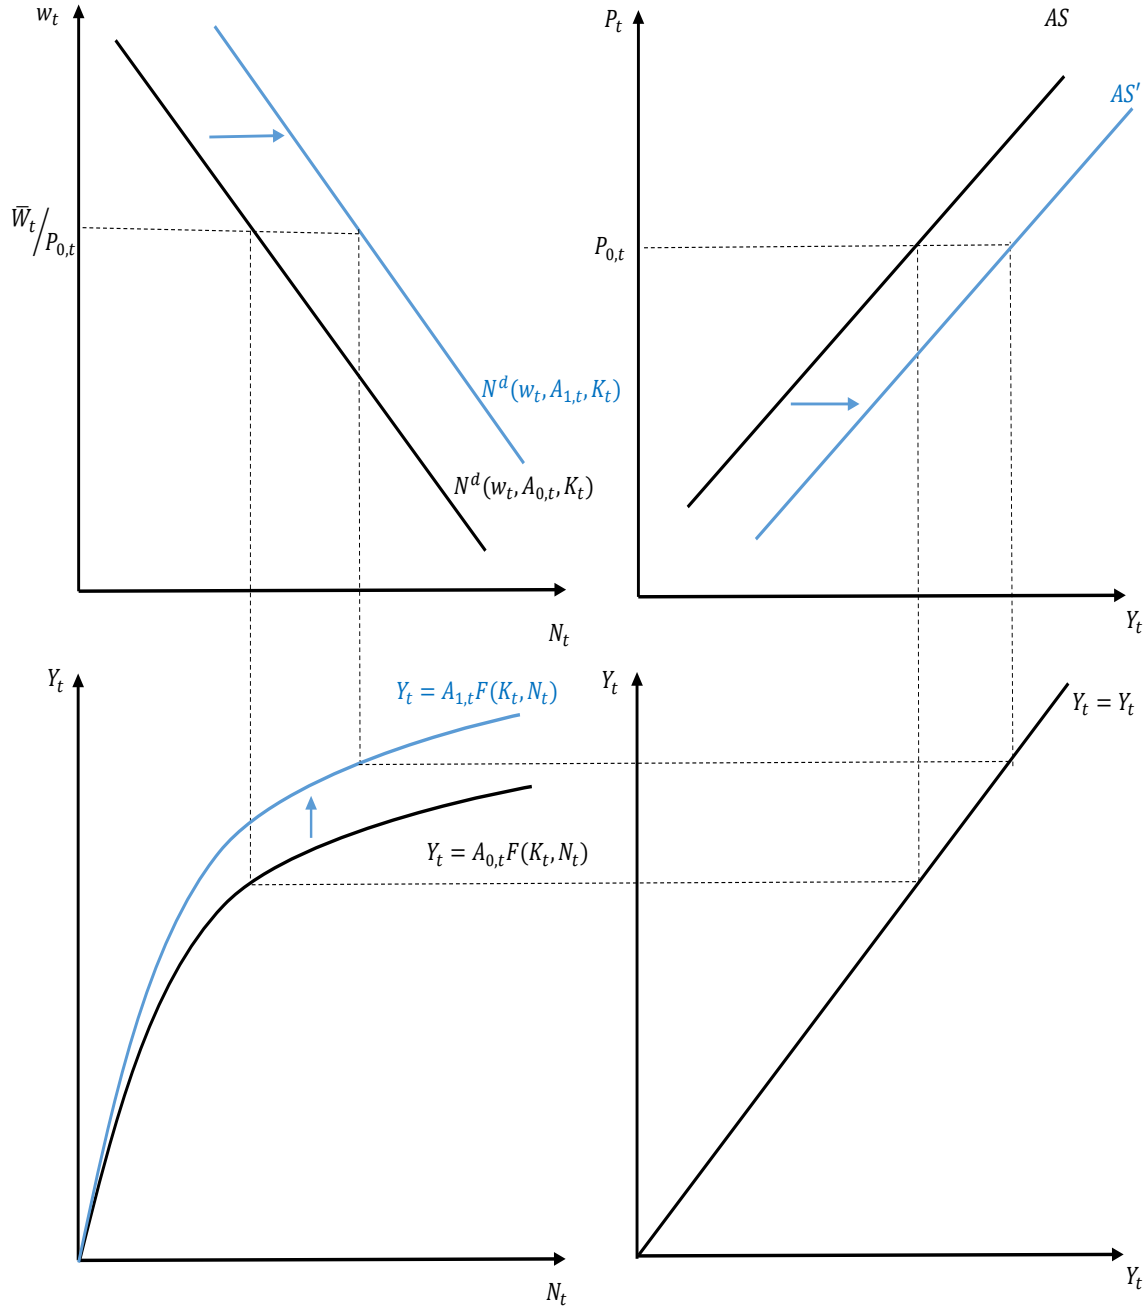 w_t
W̄_t/P_{0,t}
N^d(w_t, A_{1,t}, K_t)
N^d(w_t, A_{0,t}, K_t)
N_t
P_t
AS
AS′
P_{0,t}
Y_t
Y_t
Y_t = A_{1,t}F(K_t, N_t)
Y_t = A_{0,t}F(K_t, N_t)
N_t
Y_t
Y_t = Y_t
Y_t